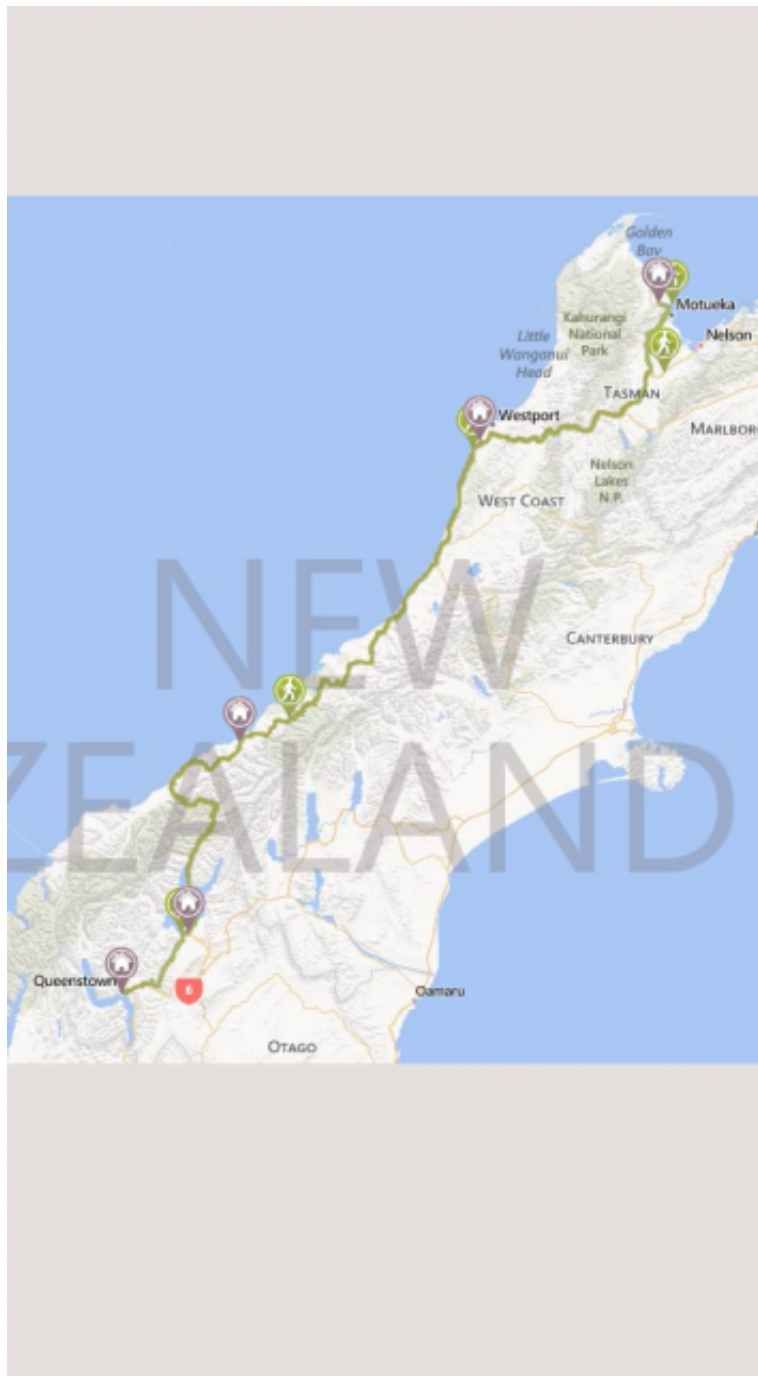 Golden
Bay
Motueka
Kahurangi
National
Park
Nelson
Little
Wanganui
Head
TASMAN
Westport
MARLBOR
Nelson
Lakes
N.P.
WEST COAST
NEW
CANTERBURY
ZEALAND
Queenstown
6
Oamaru
OTAGO